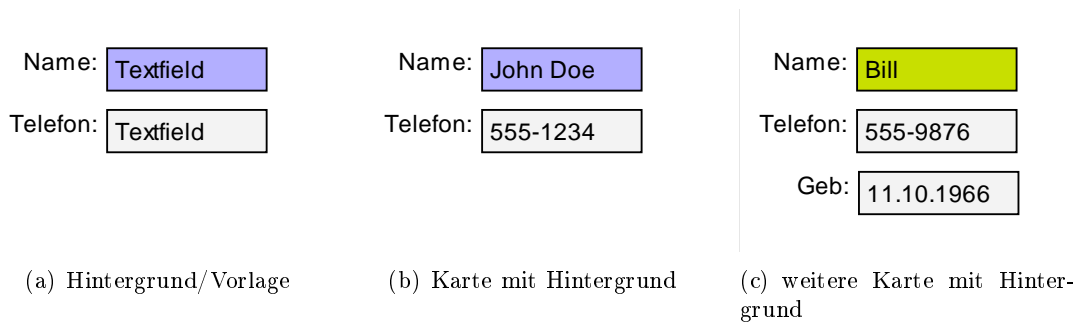 Name: Textfield
Telefon: Textfield
(a) Hintergrund/Vorlage
Name: John Doe
Telefon: 555-1234
(b) Karte mit Hintergrund
Name: Bill
Telefon: 555-9876
Geb: 11.10.1966
(c) weitere Karte mit Hinter-
grund